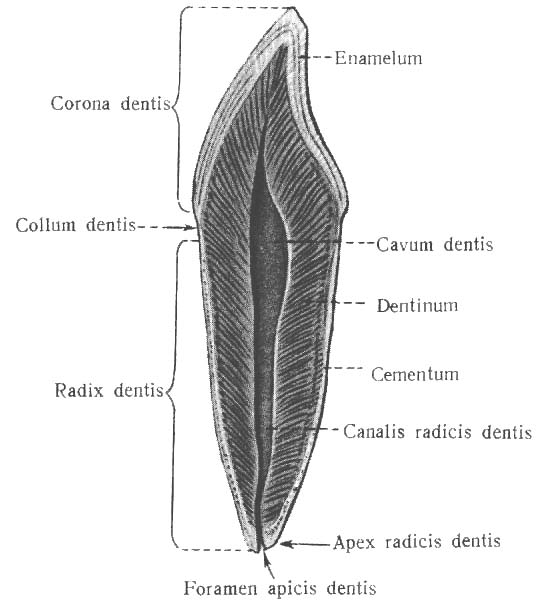 Enamelum
Corona dentis
Collum dentis
Cavum dentis
Dentinum
Cementum
Radix dentis
Canalis radicis dentis
Apex radicis dentis
Foramen apicis dentis